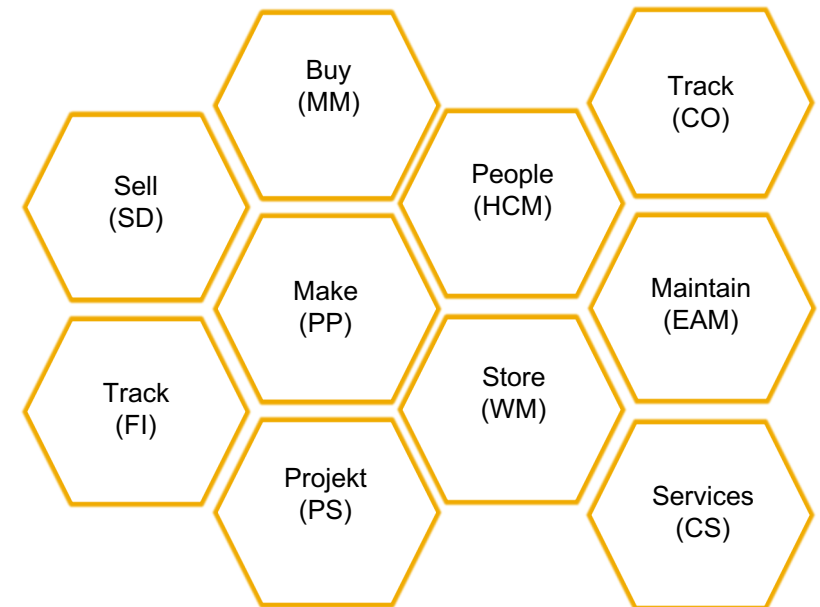 Buy
(MM)
Track
(CO)
Sell
(SD)
People
(HCM)
Make
(PP)
Maintain
(EAM)
Track
(FI)
Store
(WM)
Projekt
(PS)
Services
(CS)